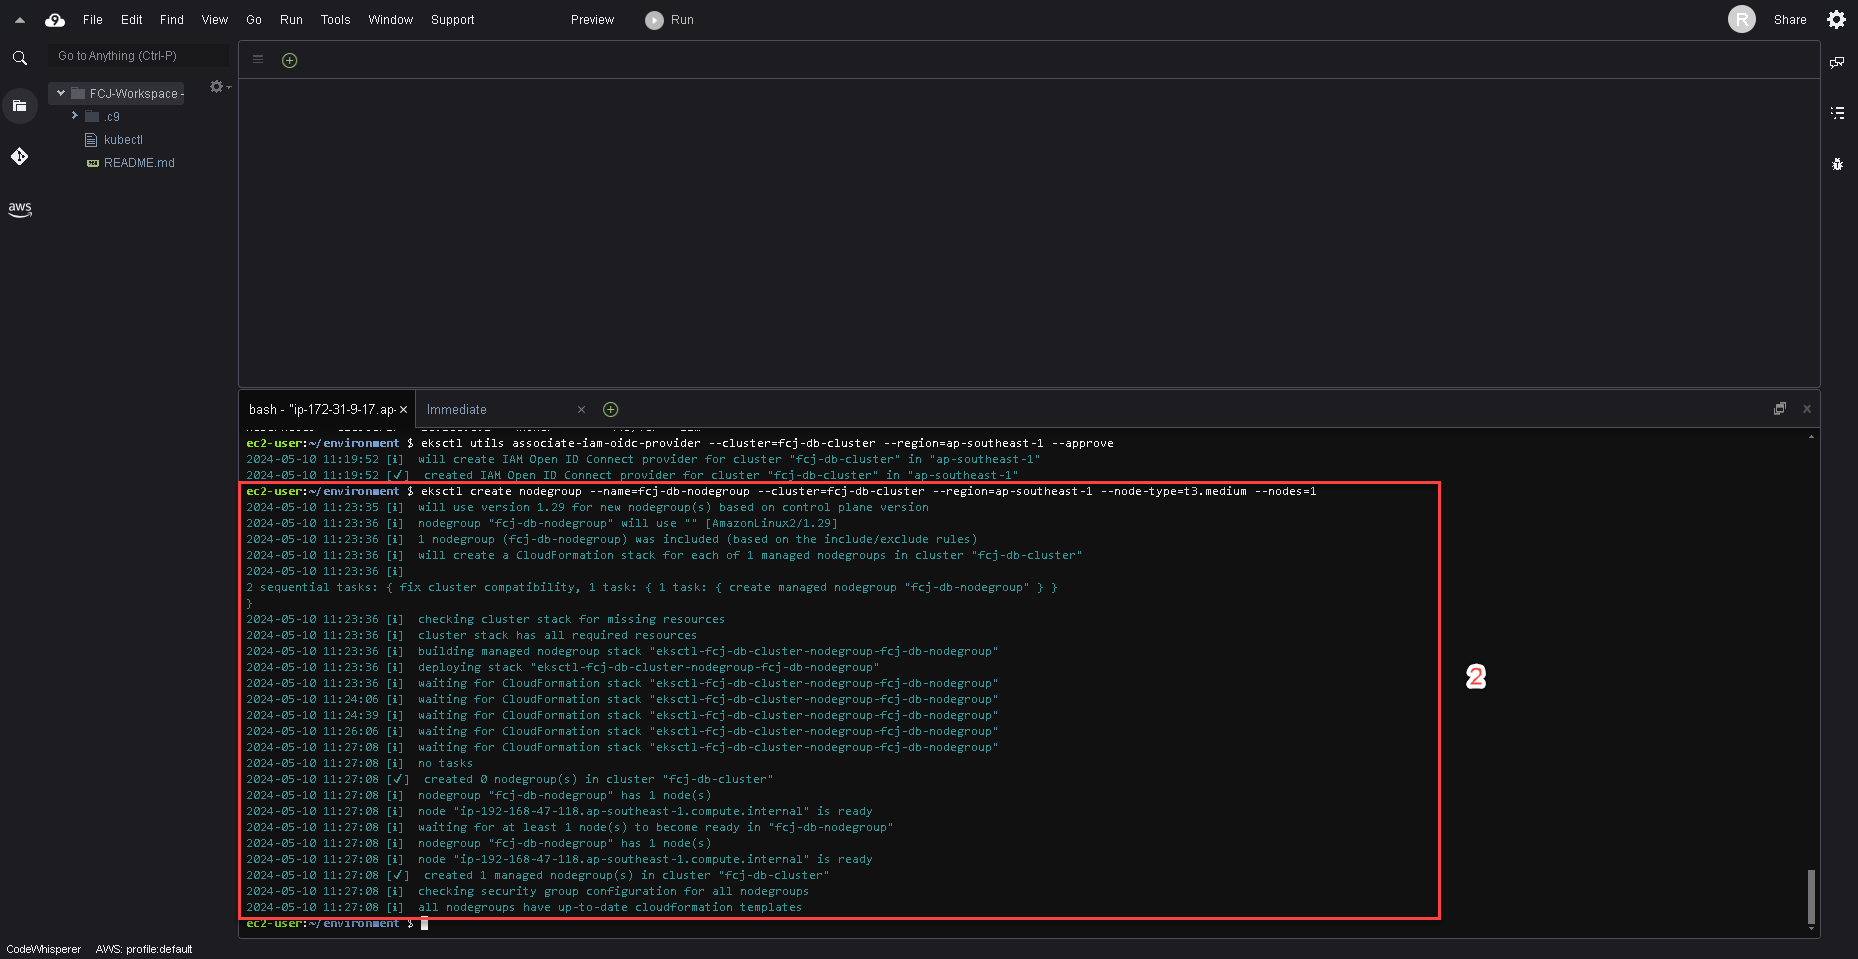 File Edit Find View Go Run Tools Window Support Preview Run R Share
Go to Anything (Ctrl-P)
FCJ-Workspace -
.c9
kubectl
README.md
aws
bash - "ip-172-31-9-17.ap- × Immediate ×
ec2-user:~/environment $ eksctl utils associate-iam-oidc-provider --cluster=fcj-db-cluster --region=ap-southeast-1 --approve
2024-05-10 11:19:52 [i]  will create IAM Open ID Connect provider for cluster "fcj-db-cluster" in "ap-southeast-1"
2024-05-10 11:19:52 [✓]  created IAM Open ID Connect provider for cluster "fcj-db-cluster" in "ap-southeast-1"
ec2-user:~/environment $ eksctl create nodegroup --name=fcj-db-nodegroup --cluster=fcj-db-cluster --region=ap-southeast-1 --node-type=t3.medium --nodes=1
2024-05-10 11:23:35 [i]  will use version 1.29 for new nodegroup(s) based on control plane version
2024-05-10 11:23:36 [i]  nodegroup "fcj-db-nodegroup" will use "" [AmazonLinux2/1.29]
2024-05-10 11:23:36 [i]  1 nodegroup (fcj-db-nodegroup) was included (based on the include/exclude rules)
2024-05-10 11:23:36 [i]  will create a CloudFormation stack for each of 1 managed nodegroups in cluster "fcj-db-cluster"
2024-05-10 11:23:36 [i]
2 sequential tasks: { fix cluster compatibility, 1 task: { 1 task: { create managed nodegroup "fcj-db-nodegroup" } }
}
2024-05-10 11:23:36 [i]  checking cluster stack for missing resources
2024-05-10 11:23:36 [i]  cluster stack has all required resources
2024-05-10 11:23:36 [i]  building managed nodegroup stack "eksctl-fcj-db-cluster-nodegroup-fcj-db-nodegroup"
2024-05-10 11:23:36 [i]  deploying stack "eksctl-fcj-db-cluster-nodegroup-fcj-db-nodegroup"
2024-05-10 11:23:36 [i]  waiting for CloudFormation stack "eksctl-fcj-db-cluster-nodegroup-fcj-db-nodegroup"
2024-05-10 11:24:06 [i]  waiting for CloudFormation stack "eksctl-fcj-db-cluster-nodegroup-fcj-db-nodegroup"
2024-05-10 11:24:39 [i]  waiting for CloudFormation stack "eksctl-fcj-db-cluster-nodegroup-fcj-db-nodegroup"
2024-05-10 11:26:06 [i]  waiting for CloudFormation stack "eksctl-fcj-db-cluster-nodegroup-fcj-db-nodegroup"
2024-05-10 11:27:08 [i]  waiting for CloudFormation stack "eksctl-fcj-db-cluster-nodegroup-fcj-db-nodegroup"
2024-05-10 11:27:08 [i]  no tasks
2024-05-10 11:27:08 [✓]  created 0 nodegroup(s) in cluster "fcj-db-cluster"
2024-05-10 11:27:08 [i]  nodegroup "fcj-db-nodegroup" has 1 node(s)
2024-05-10 11:27:08 [i]  node "ip-192-168-47-118.ap-southeast-1.compute.internal" is ready
2024-05-10 11:27:08 [i]  waiting for at least 1 node(s) to become ready in "fcj-db-nodegroup"
2024-05-10 11:27:08 [i]  nodegroup "fcj-db-nodegroup" has 1 node(s)
2024-05-10 11:27:08 [i]  node "ip-192-168-47-118.ap-southeast-1.compute.internal" is ready
2024-05-10 11:27:08 [✓]  created 1 managed nodegroup(s) in cluster "fcj-db-cluster"
2024-05-10 11:27:08 [i]  checking security group configuration for all nodegroups
2024-05-10 11:27:08 [i]  all nodegroups have up-to-date cloudformation templates
ec2-user:~/environment $
2
CodeWhisperer AWS: profile:default